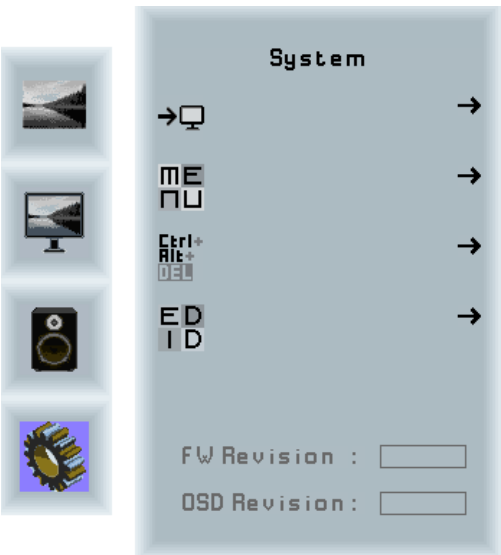 System
→
→
ME
NU
→
Ctrl+
Alt+
DEL
→
ED
ID
→
FW Revision :
OSD Revision :